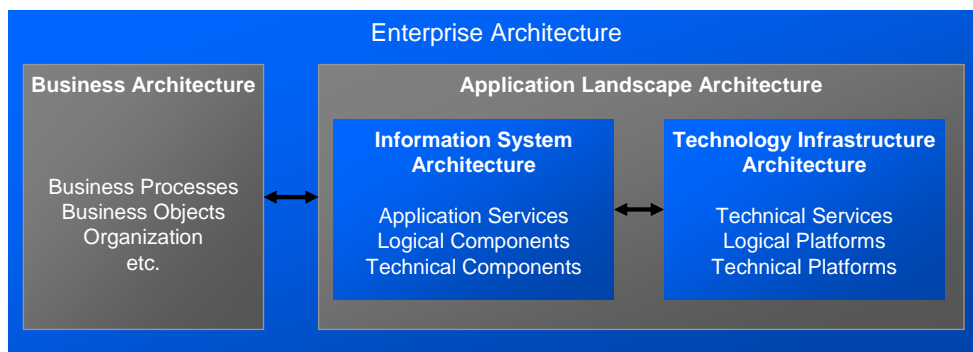 Enterprise Architecture
Business Architecture
Business Processes
Business Objects
Organization
etc.
Application Landscape Architecture
Information System
Architecture
Application Services
Logical Components
Technical Components
Technology Infrastructure
Architecture
Technical Services
Logical Platforms
Technical Platforms